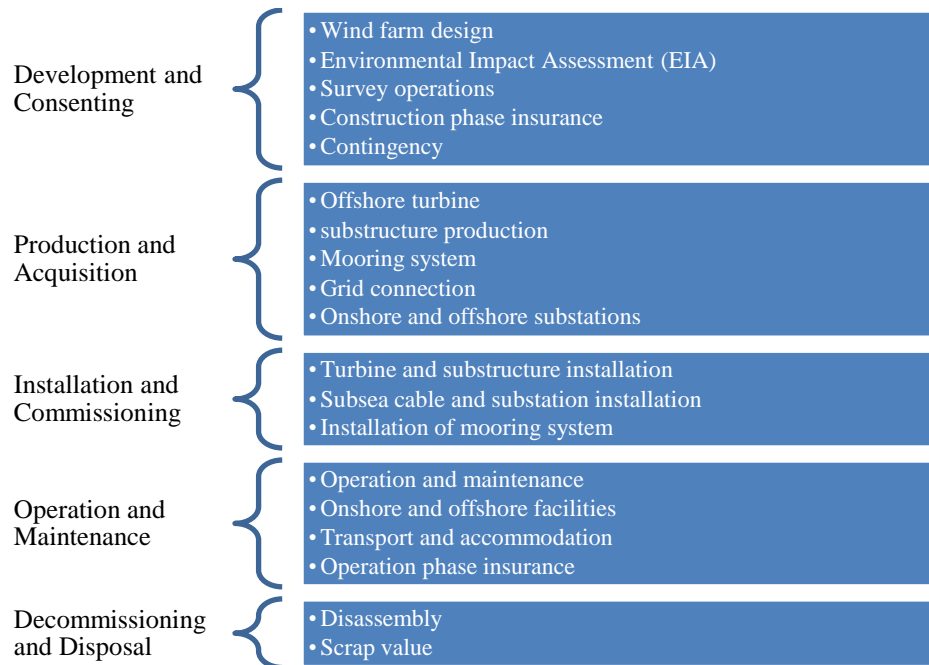 Development and
Consenting
• Wind farm design
• Environmental Impact Assessment (EIA)
• Survey operations
• Construction phase insurance
• Contingency
Production and
Acquisition
• Offshore turbine
• substructure production
• Mooring system
• Grid connection
• Onshore and offshore substations
Installation and
Commissioning
• Turbine and substructure installation
• Subsea cable and substation installation
• Installation of mooring system
Operation and
Maintenance
• Operation and maintenance
• Onshore and offshore facilities
• Transport and accommodation
• Operation phase insurance
Decommissioning
and Disposal
• Disassembly
• Scrap value